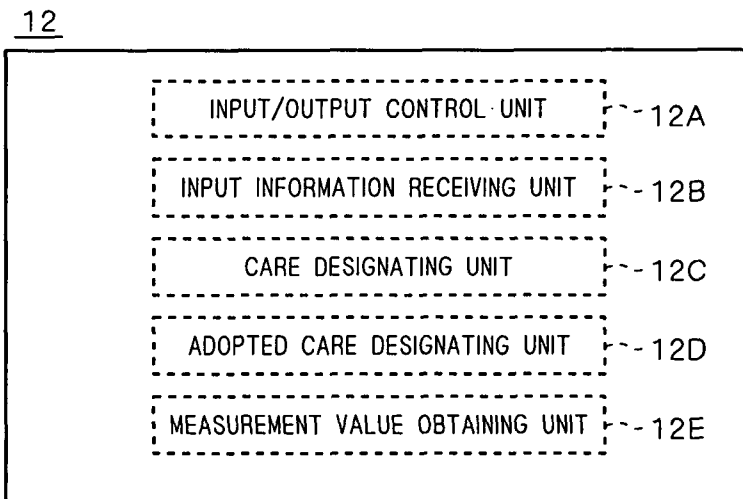 12
INPUT/OUTPUT CONTROL UNIT 12A
INPUT INFORMATION RECEIVING UNIT 12B
CARE DESIGNATING UNIT 12C
ADOPTED CARE DESIGNATING UNIT 12D
MEASUREMENT VALUE OBTAINING UNIT 12E